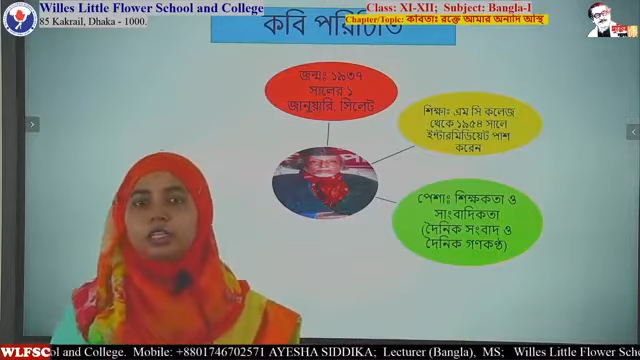 Willes Little Flower School and College
85 Kakrail, Dhaka - 1000.
Class: XI-XII; Subject: Bangla-I
Chapter/Topic: কবিতাঃ রক্তে আমার অনাদি অস্থি
কবি পরিচিতি
জন্মঃ ১৯৩৭
সালের ১
জানুয়ারি, সিলেট
শিক্ষাঃ এম সি কলেজ
থেকে ১৯৫৪ সালে
ইন্টারমিডিয়েট পাশ
করেন
পেশাঃ শিক্ষকতা ও
সাংবাদিকতা
(দৈনিক সংবাদ ও
দৈনিক গণকণ্ঠ)
WLFSC ol and College. Mobile: +8801746702571 AYESHA SIDDIKA; Lecturer (Bangla), MS; Willes Little Flower Scho